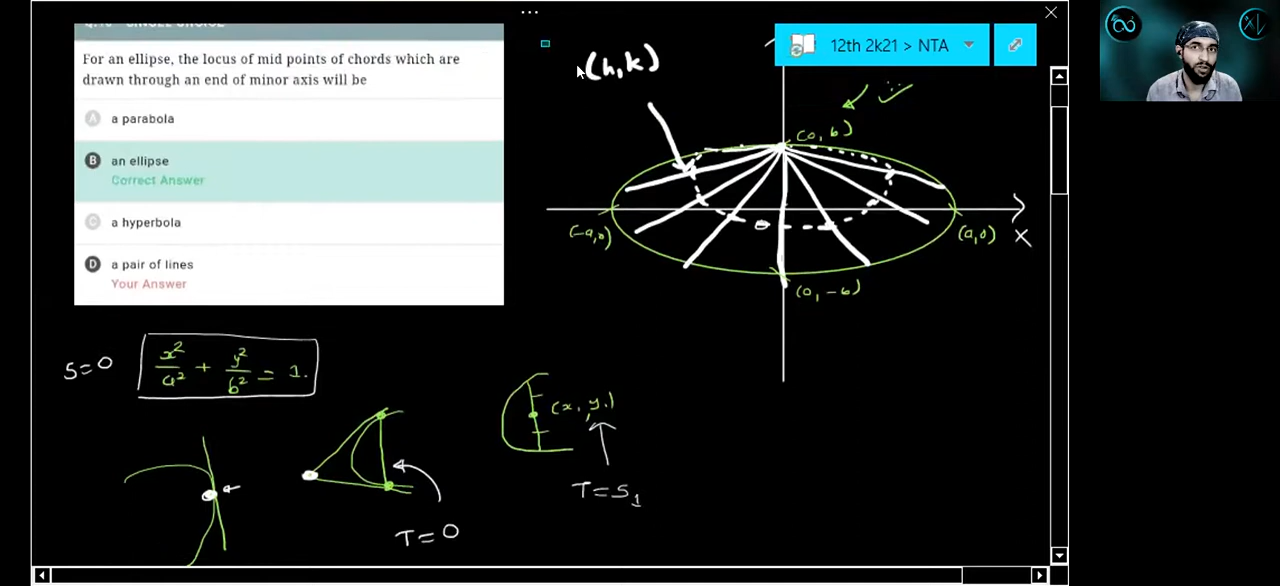 For an ellipse, the locus of mid points of chords which are
drawn through an end of minor axis will be
A a parabola
B an ellipse
Correct Answer
C a hyperbola
D a pair of lines
Your Answer
12th 2k21 > NTA
(h,k)
(0, b)
(-a,0)
(a,0)
X
(0, -b)
S=0
x²/a² + y²/b² = 1.
(x, y,)
T=S₁
T=0